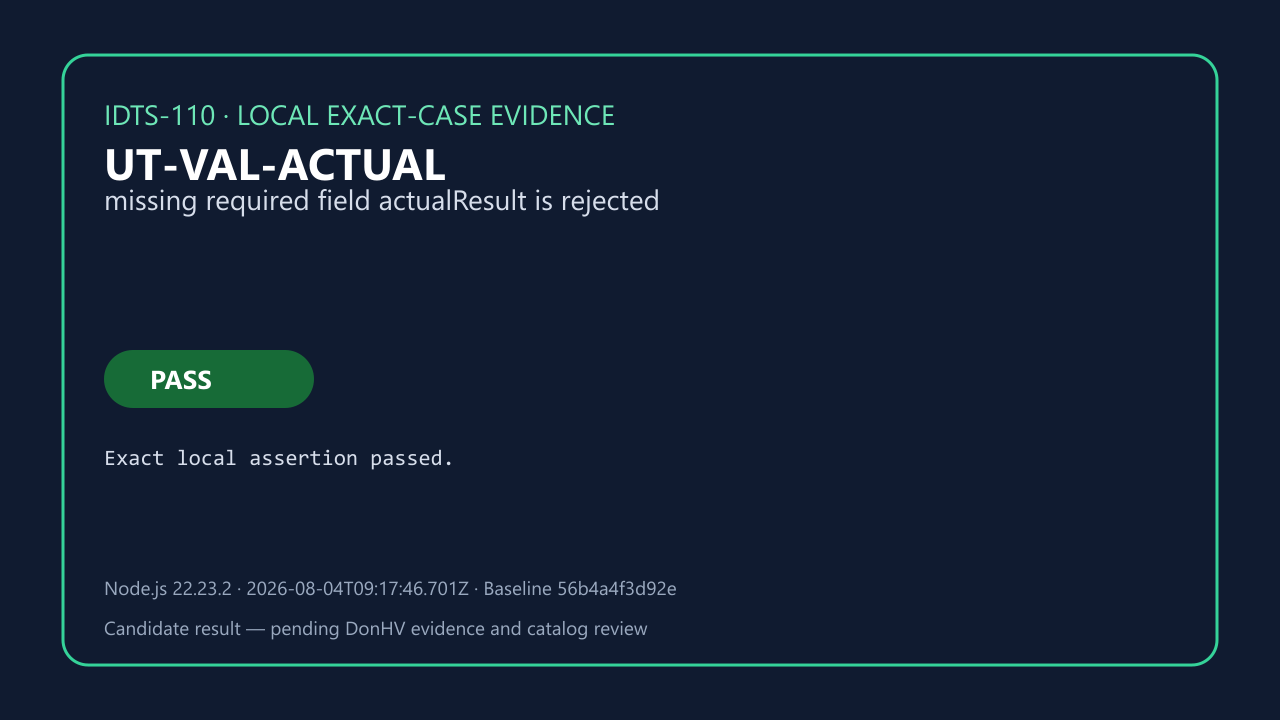 IDTS-110 · LOCAL EXACT-CASE EVIDENCE
UT-VAL-ACTUAL
missing required field actualResult is rejected
PASS
Exact local assertion passed.
Node.js 22.23.2 · 2026-08-04T09:17:46.701Z · Baseline 56b4a4f3d92e
Candidate result — pending DonHV evidence and catalog review